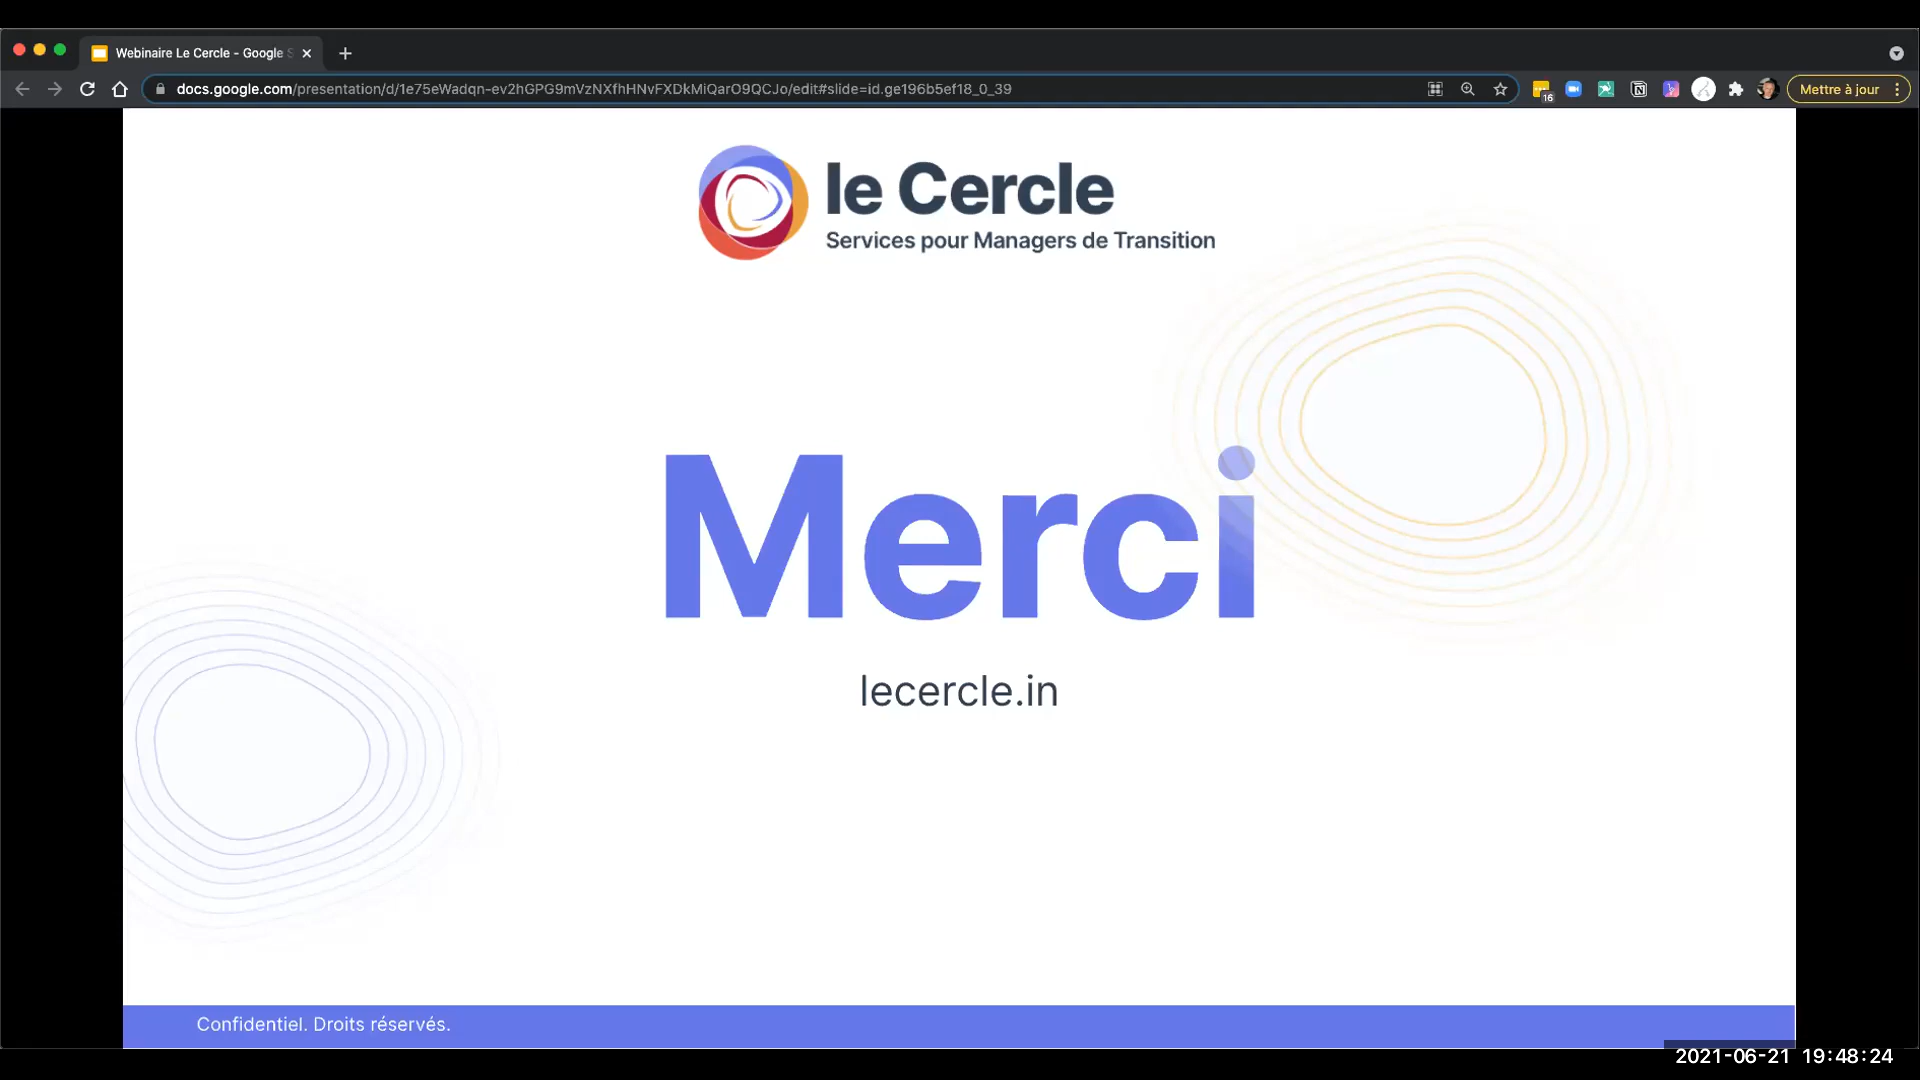 Webinaire Le Cercle - Google S
docs.google.com/presentation/d/1e75eWadqn-ev2hGPG9mVzNXfhHNvFXDkMiQarO9QCJo/edit#slide=id.ge196b5ef18_0_39
16
Mettre à jour
le Cercle
Services pour Managers de Transition
Merci
lecercle.in
Confidentiel. Droits réservés.
2021-06-21 19:48:24